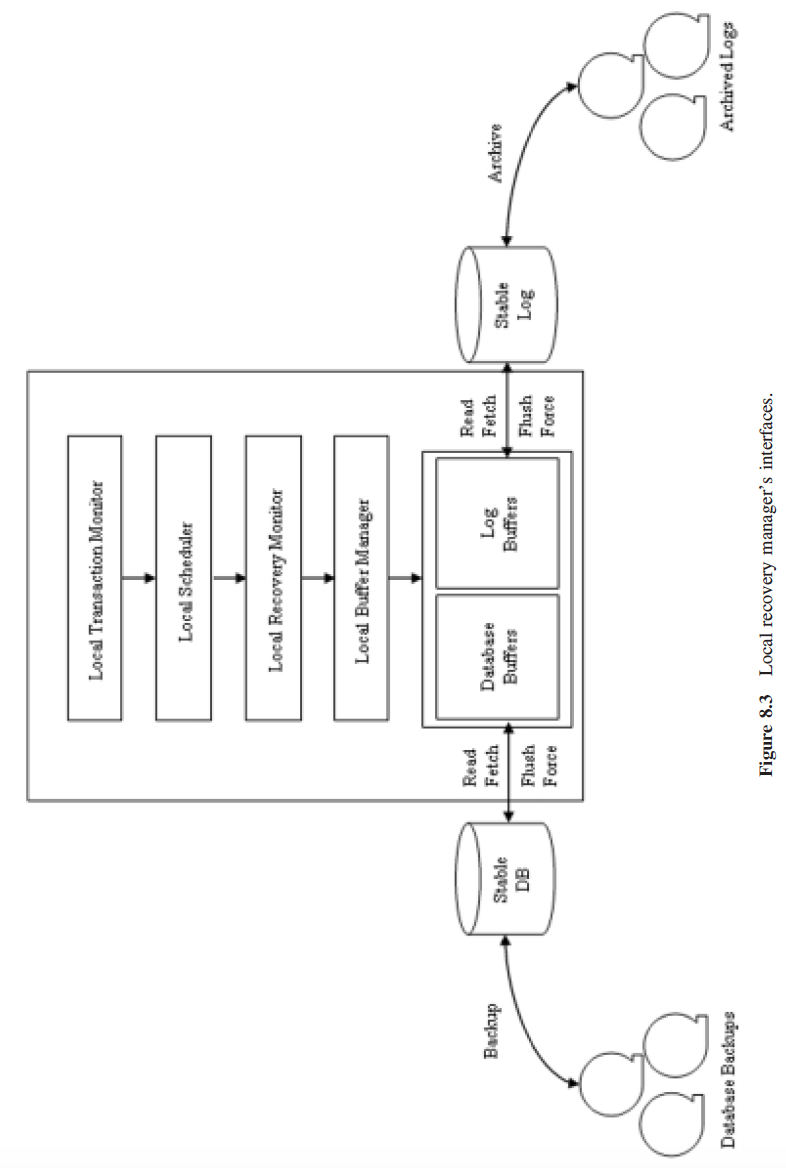 Local Transaction Monitor
Local Scheduler
Local Recovery Monitor
Local Buffer Manager
Database
Buffers
Log
Buffers
Read
Fetch
Flush
Force
Read
Fetch
Flush
Force
Stable
DB
Stable
Log
Backup
Archive
Database Backups
Archived Logs
Figure 8.3 Local recovery manager's interfaces.